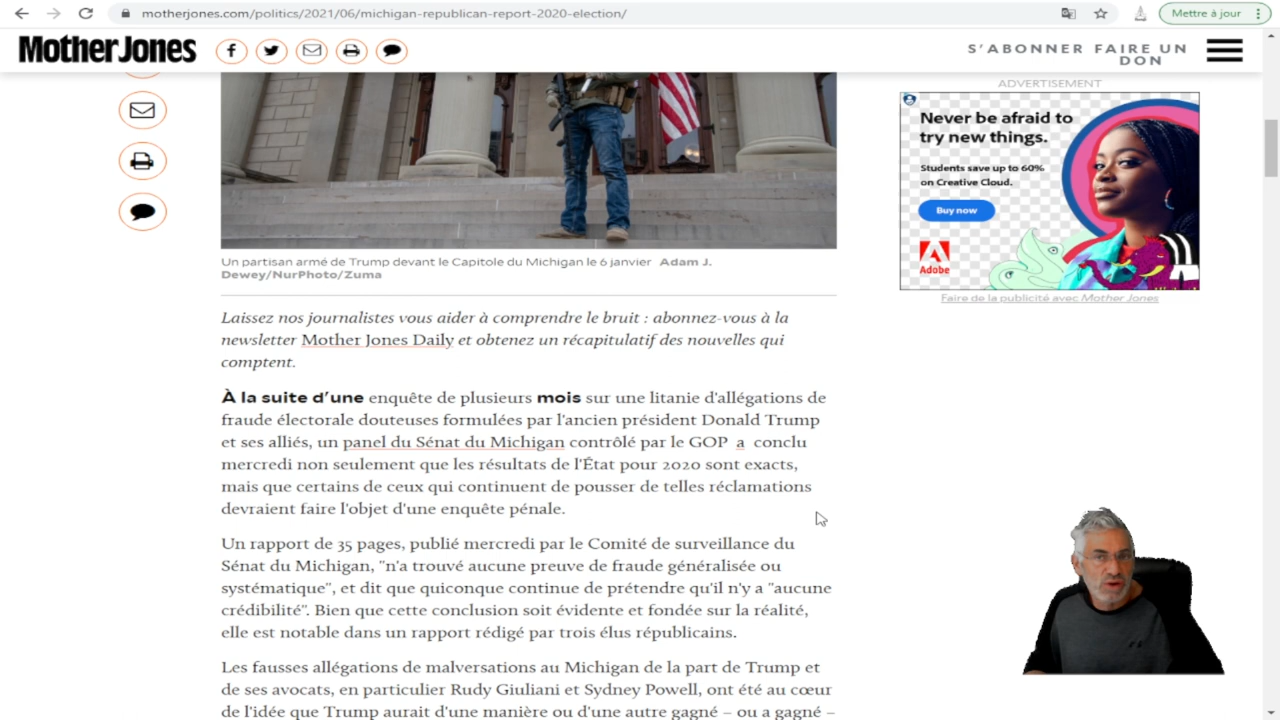 motherjones.com/politics/2021/06/michigan-republican-report-2020-election/
Mettre à jour
Mother Jones
S'ABONNER FAIRE UN
DON
ADVERTISEMENT
Never be afraid to
try new things.
Students save up to 60%
on Creative Cloud.
Buy now
Adobe
Faire de la publicité avec Mother Jones
Un partisan armé de Trump devant le Capitole du Michigan le 6 janvier Adam J.
Dewey/NurPhoto/Zuma
Laissez nos journalistes vous aider à comprendre le bruit : abonnez-vous à la
newsletter Mother Jones Daily et obtenez un récapitulatif des nouvelles qui
comptent.
À la suite d'une enquête de plusieurs mois sur une litanie d'allégations de
fraude électorale douteuses formulées par l'ancien président Donald Trump
et ses alliés, un panel du Sénat du Michigan contrôlé par le GOP a conclu
mercredi non seulement que les résultats de l'État pour 2020 sont exacts,
mais que certains de ceux qui continuent de pousser de telles réclamations
devraient faire l'objet d'une enquête pénale.
Un rapport de 35 pages, publié mercredi par le Comité de surveillance du
Sénat du Michigan, "n'a trouvé aucune preuve de fraude généralisée ou
systématique", et dit que quiconque continue de prétendre qu'il n'y a "aucune
crédibilité". Bien que cette conclusion soit évidente et fondée sur la réalité,
elle est notable dans un rapport rédigé par trois élus républicains.
Les fausses allégations de malversations au Michigan de la part de Trump et
de ses avocats, en particulier Rudy Giuliani et Sydney Powell, ont été au cœur
de l'idée que Trump aurait d'une manière ou d'une autre gagné – ou a gagné –